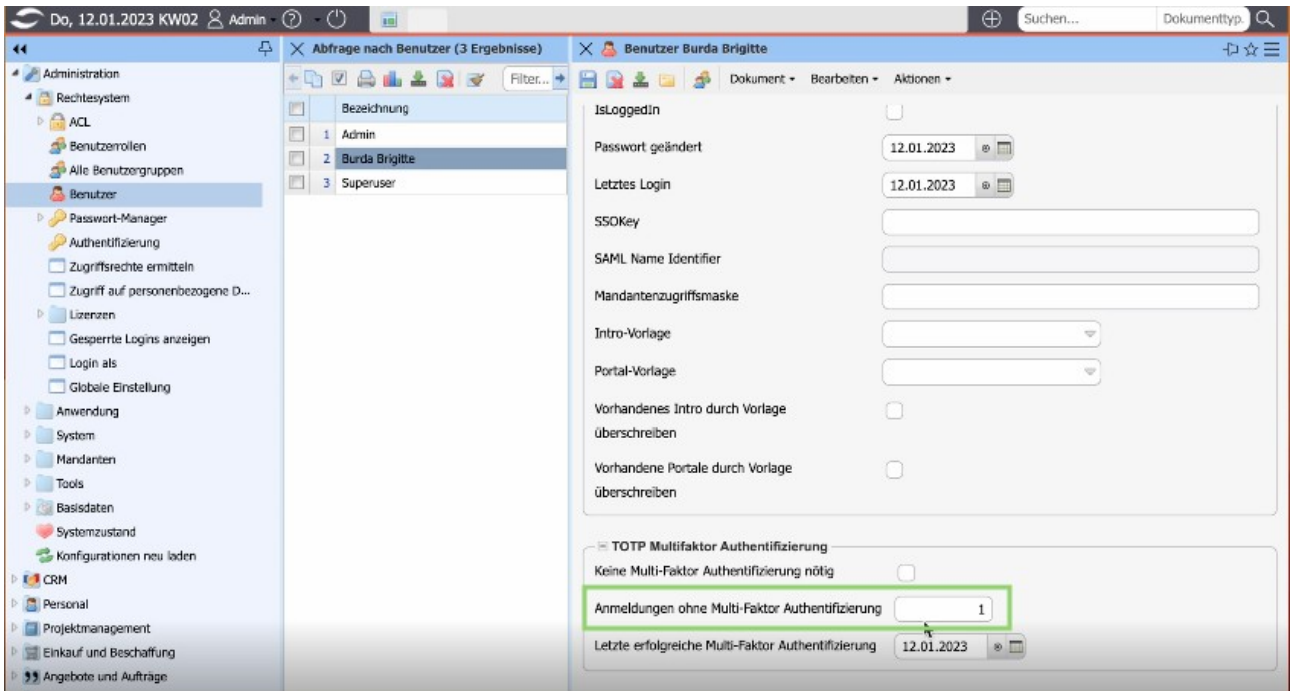 Do, 12.01.2023 KW02 Admin
Suchen...
Dokumenttyp.
Administration
Rechtesystem
ACL
Benutzerrollen
Alle Benutzergruppen
Benutzer
Passwort-Manager
Authentifizierung
Zugriffsrechte ermitteln
Zugriff auf personenbezogene D...
Lizenzen
Gesperrte Logins anzeigen
Login als
Globale Einstellung
Anwendung
System
Mandanten
Tools
Basisdaten
Systemzustand
Konfigurationen neu laden
CRM
Personal
Projektmanagement
Einkauf und Beschaffung
Angebote und Aufträge
Abfrage nach Benutzer (3 Ergebnisse)
Filter...
Bezeichnung
1 Admin
2 Burda Brigitte
3 Superuser
Benutzer Burda Brigitte
Dokument Bearbeiten Aktionen
IsLoggedIn
Passwort geändert 12.01.2023
Letztes Login 12.01.2023
SSOKey
SAML Name Identifier
Mandantenzugriffsmaske
Intro-Vorlage
Portal-Vorlage
Vorhandenes Intro durch Vorlage
überschreiben
Vorhandene Portale durch Vorlage
überschreiben
TOTP Multifaktor Authentifizierung
Keine Multi-Faktor Authentifizierung nötig
Anmeldungen ohne Multi-Faktor Authentifizierung 1
Letzte erfolgreiche Multi-Faktor Authentifizierung 12.01.2023